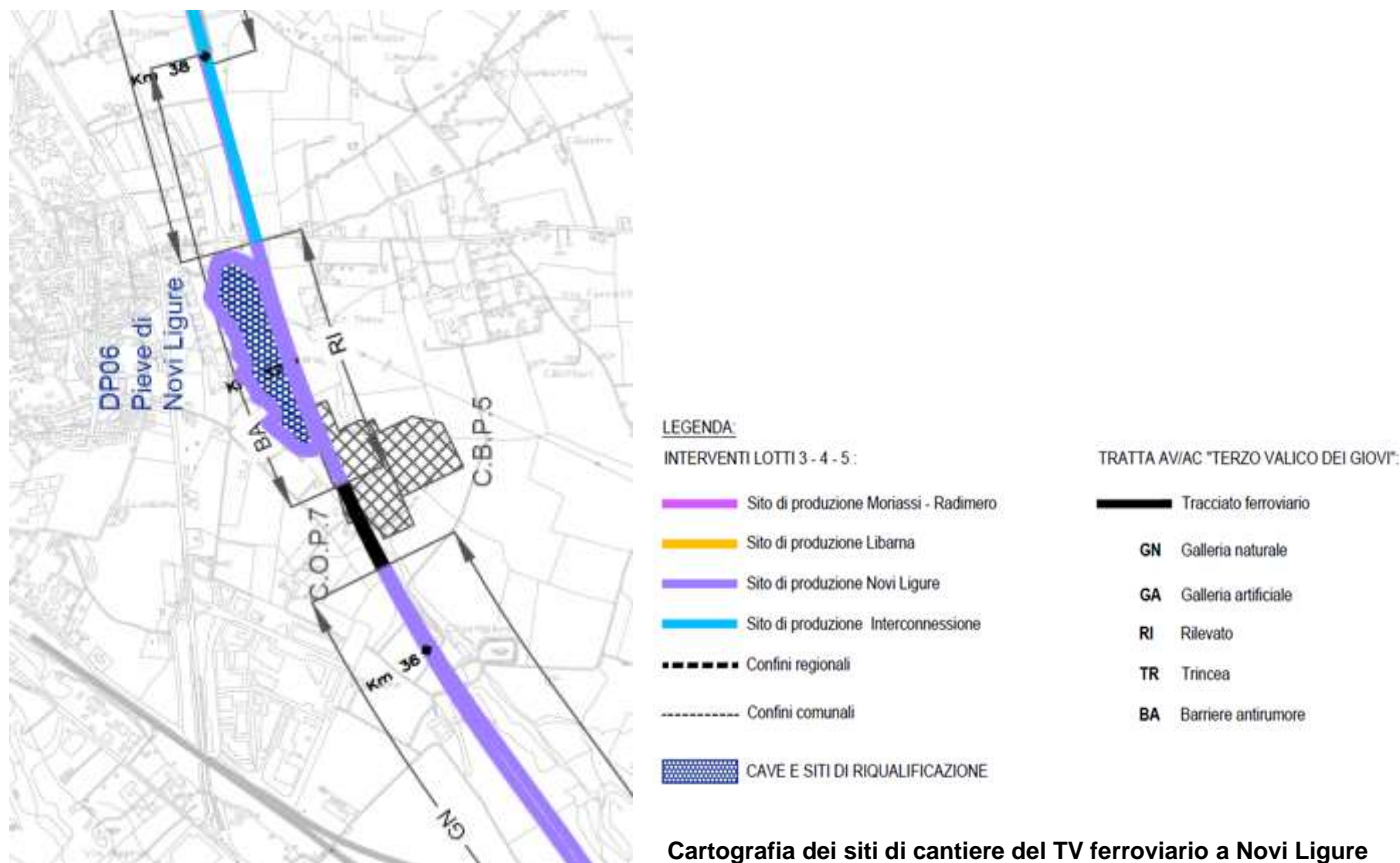 Km 38
DP06
Pieve di
Novi Ligure
RI
BA
C.B.P.5
C.O.P.7
Km 36
GN
LEGENDA:
INTERVENTI LOTTI 3 - 4 - 5 :
Sito di produzione Moriassi - Radimero
Sito di produzione Libarna
Sito di produzione Novi Ligure
Sito di produzione Interconnessione
Confini regionali
Confini comunali
CAVE E SITI DI RIQUALIFICAZIONE
TRATTA AV/AC "TERZO VALICO DEI GIOVI":
Tracciato ferroviario
GN Galleria naturale
GA Galleria artificiale
RI Rilevato
TR Trincea
BA Barriere antirumore
Cartografia dei siti di cantiere del TV ferroviario a Novi Ligure